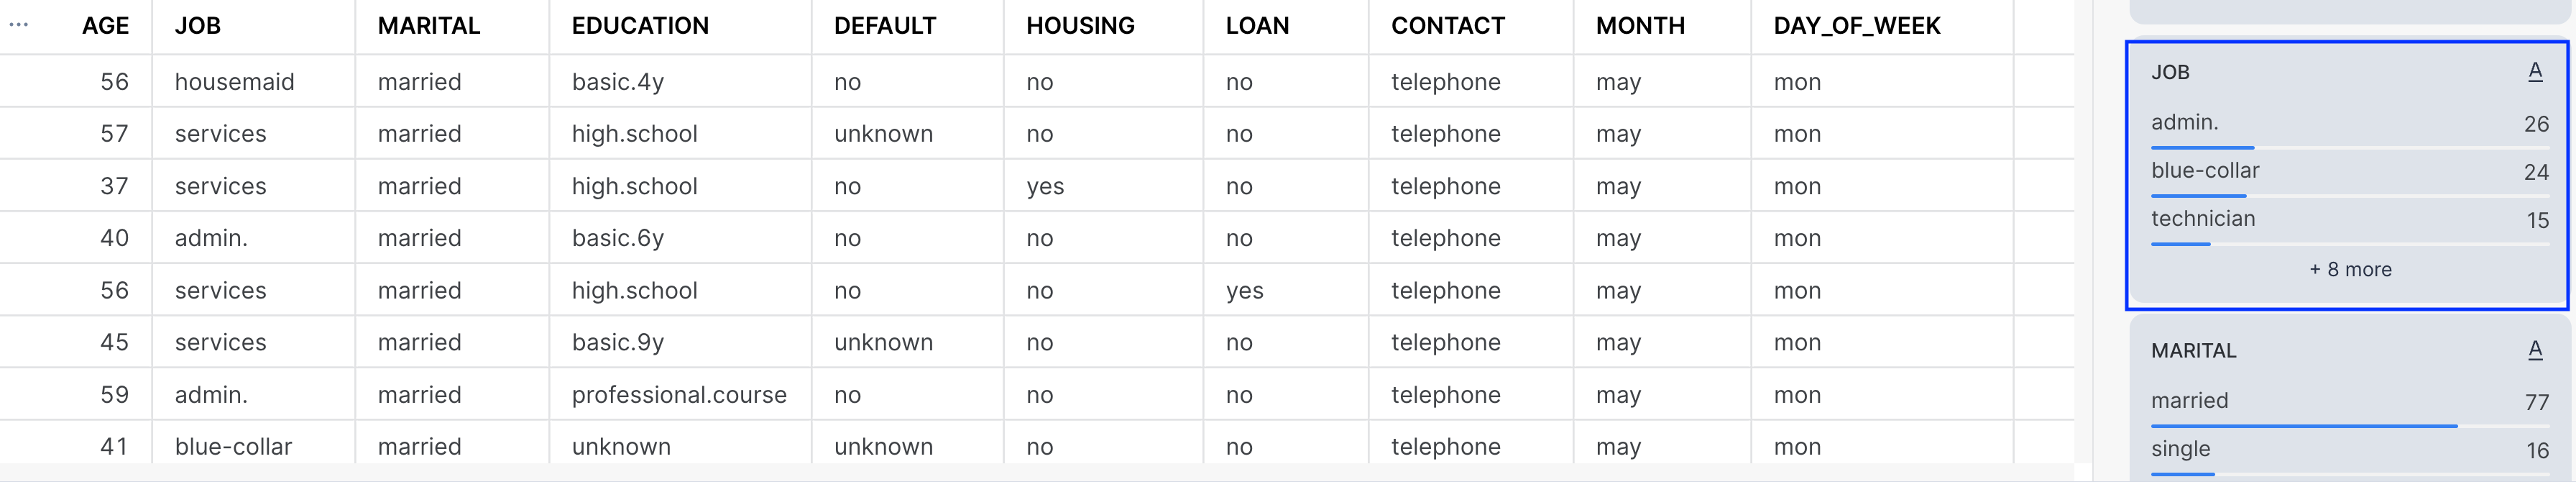 ... AGE JOB MARITAL EDUCATION DEFAULT HOUSING LOAN CONTACT MONTH DAY_OF_WEEK
56 housemaid married basic.4y no no no telephone may mon
57 services married high.school unknown no no telephone may mon
37 services married high.school no yes no telephone may mon
40 admin. married basic.6y no no no telephone may mon
56 services married high.school no no yes telephone may mon
45 services married basic.9y unknown no no telephone may mon
59 admin. married professional.course no no no telephone may mon
41 blue-collar married unknown unknown no no telephone may mon
JOB A
admin. 26
blue-collar 24
technician 15
+ 8 more
MARITAL A
married 77
single 16